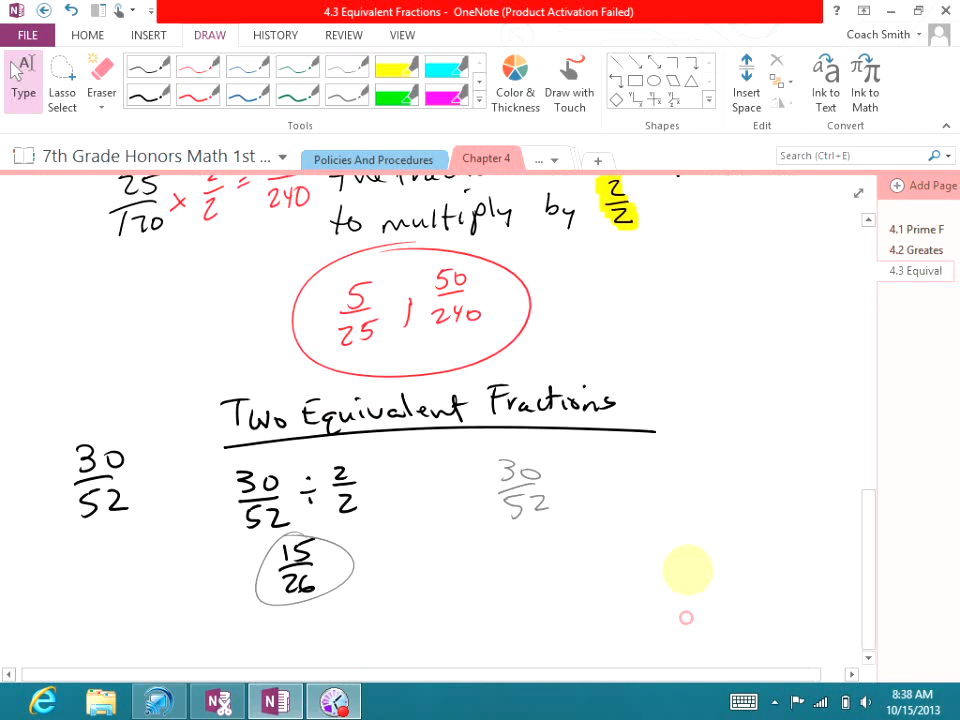 4.3 Equivalent Fractions - OneNote (Product Activation Failed)
FILE HOME INSERT DRAW HISTORY REVIEW VIEW Coach Smith
Type Lasso Select Eraser Color & Thickness Draw with Touch Insert Space Ink to Text Ink to Math
Tools Shapes Edit Convert
7th Grade Honors Math 1st ... Policies And Procedures Chapter 4 ... + Search (Ctrl+E)
Add Page
4.1 Prime F
4.2 Greates
4.3 Equival
25/120 × 2/2 = /240
to multiply by 2/2
5/25 , 50/240
Two Equivalent Fractions
30/52 30/52 ÷ 2/2 30/52
15/26
8:38 AM
10/15/2013